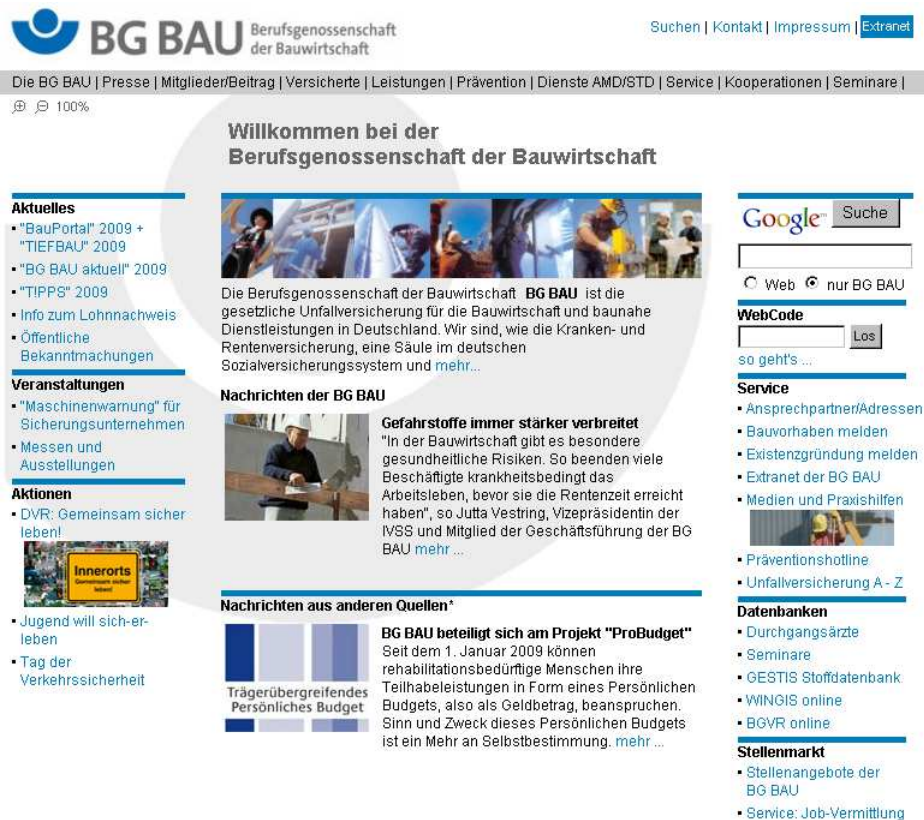 BG BAU Berufsgenossenschaft
der Bauwirtschaft
Suchen | Kontakt | Impressum | Extranet
Die BG BAU | Presse | Mitglieder/Beitrag | Versicherte | Leistungen | Prävention | Dienste AMD/STD | Service | Kooperationen | Seminare |
100%
Willkommen bei der
Berufsgenossenschaft der Bauwirtschaft
Aktuelles
"BauPortal" 2009 +
"TIEFBAU" 2009
"BG BAU aktuell" 2009
"T!PPS" 2009
Info zum Lohnnachweis
Öffentliche
Bekanntmachungen
Veranstaltungen
"Maschinenwarnung" für
Sicherungsunternehmen
Messen und
Ausstellungen
Aktionen
DVR: Gemeinsam sicher
leben!
Innerorts
Gemeinsam sicher
leben!
Jugend will sich-er-
leben
Tag der
Verkehrssicherheit
Die Berufsgenossenschaft der Bauwirtschaft BG BAU ist die
gesetzliche Unfallversicherung für die Bauwirtschaft und baunahe
Dienstleistungen in Deutschland. Wir sind, wie die Kranken- und
Rentenversicherung, eine Säule im deutschen
Sozialversicherungssystem und mehr...
Nachrichten der BG BAU
Gefahrstoffe immer stärker verbreitet
"In der Bauwirtschaft gibt es besondere
gesundheitliche Risiken. So beenden viele
Beschäftigte krankheitsbedingt das
Arbeitsleben, bevor sie die Rentenzeit erreicht
haben", so Jutta Vestring, Vizepräsidentin der
IVSS und Mitglied der Geschäftsführung der BG
BAU mehr ...
Nachrichten aus anderen Quellen*
Trägerübergreifendes
Persönliches Budget
BG BAU beteiligt sich am Projekt "ProBudget"
Seit dem 1. Januar 2009 können
rehabilitationsbedürftige Menschen ihre
Teilhabeleistungen in Form eines Persönlichen
Budgets, also als Geldbetrag, beanspruchen.
Sinn und Zweck dieses Persönlichen Budgets
ist ein Mehr an Selbstbestimmung. mehr ...
Google Suche
Web nur BG BAU
WebCode
Los
so geht's ...
Service
Ansprechpartner/Adressen
Bauvorhaben melden
Existenzgründung melden
Extranet der BG BAU
Medien und Praxishilfen
Präventionshotline
Unfallversicherung A - Z
Datenbanken
Durchgangsärzte
Seminare
GESTIS Stoffdatenbank
WINGIS online
BGVR online
Stellenmarkt
Stellenangebote der
BG BAU
Service: Job-Vermittlung